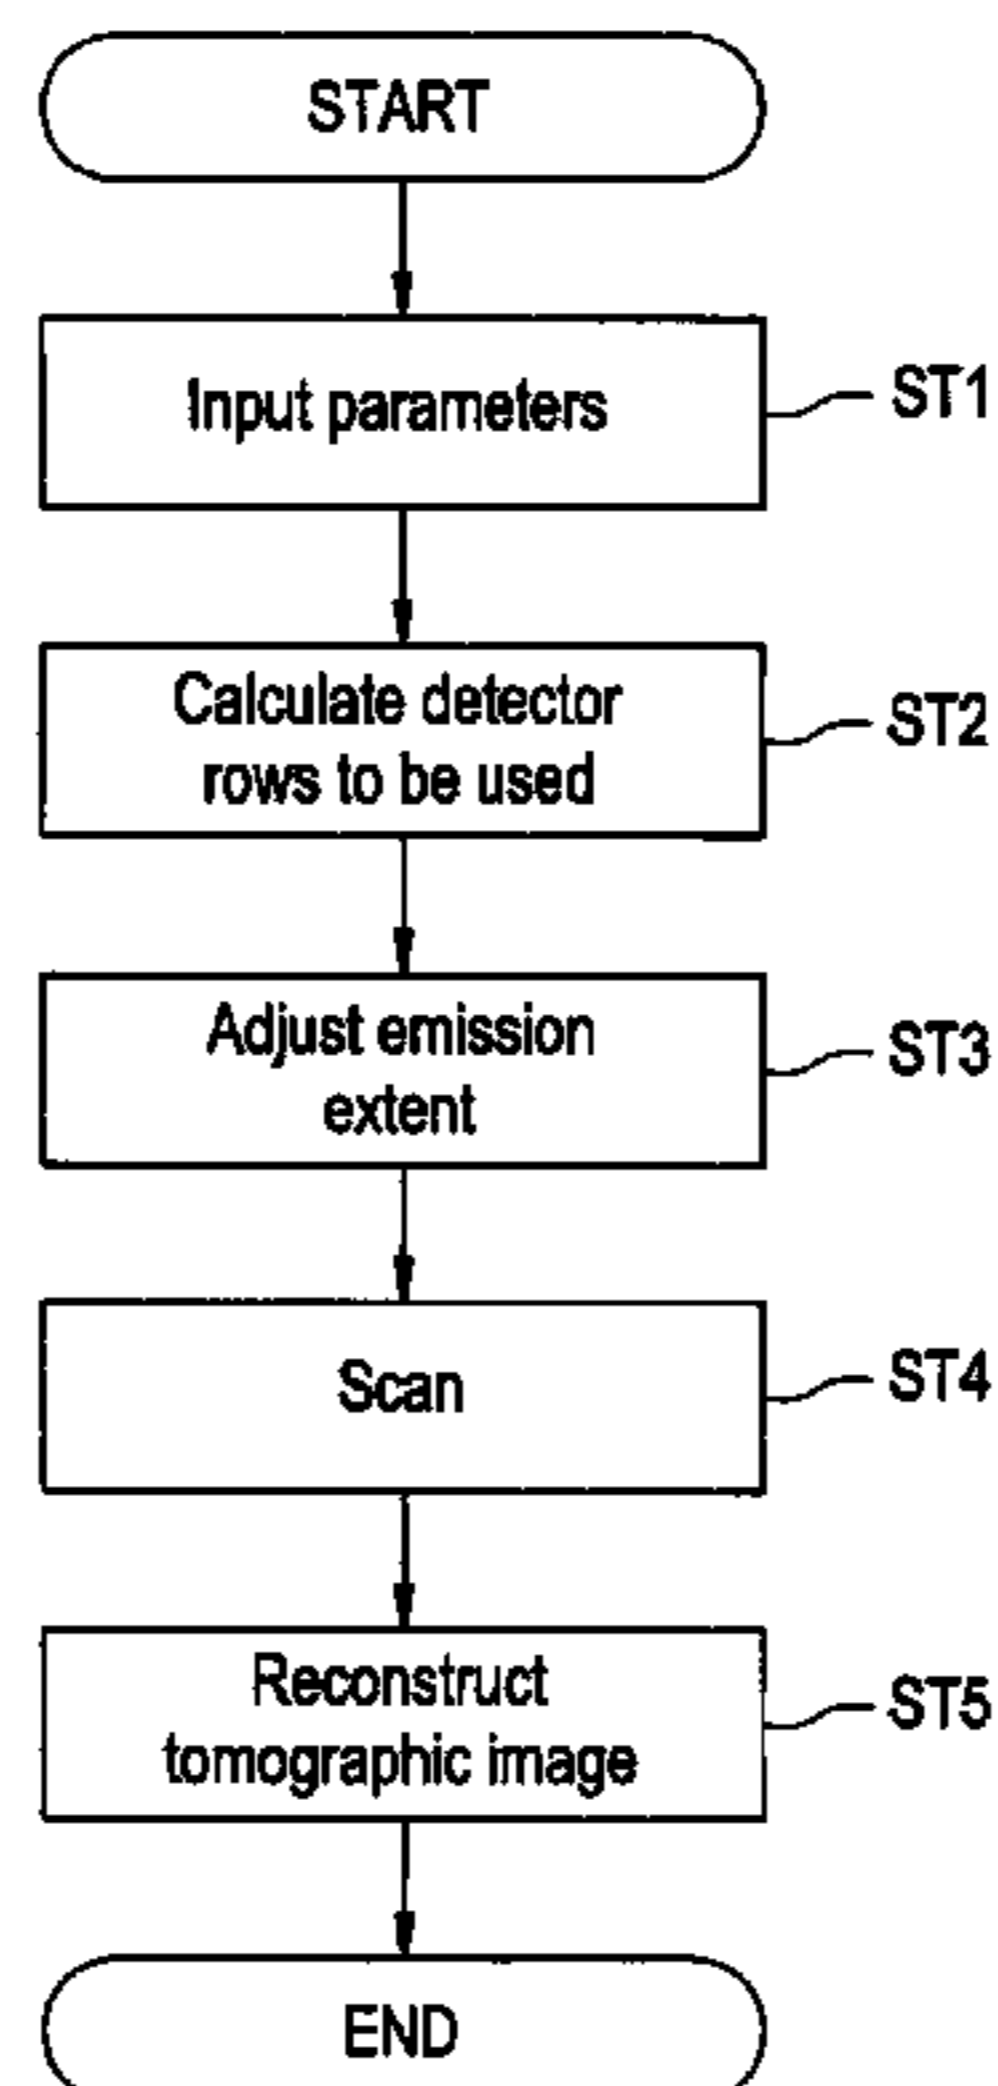 START
Input parameters
ST1
Calculate detector
rows to be used
ST2
Adjust emission
extent
ST3
Scan
ST4
Reconstruct
tomographic image
ST5
END